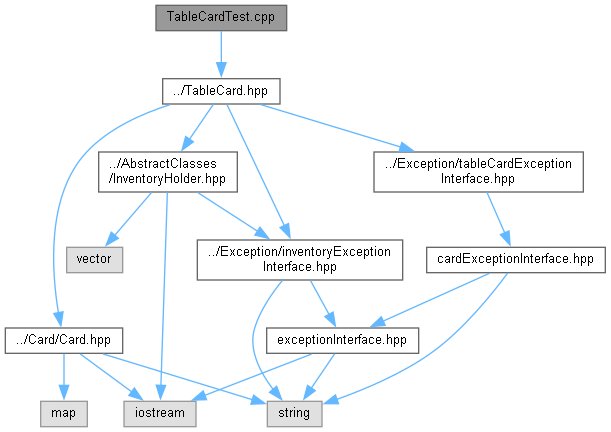 TableCardTest.cpp
../TableCard.hpp
../AbstractClasses
/InventoryHolder.hpp
../Exception/tableCardException
Interface.hpp
vector
../Exception/inventoryException
Interface.hpp
cardExceptionInterface.hpp
../Card/Card.hpp
exceptionInterface.hpp
map
iostream
string